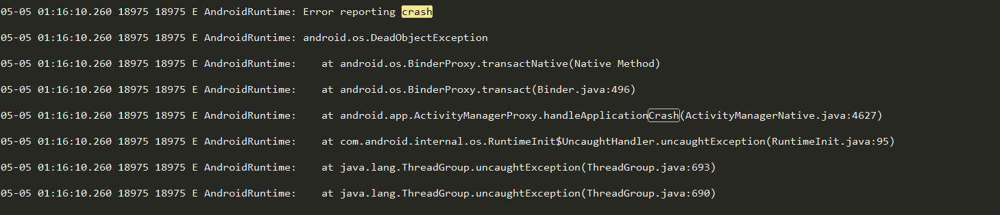 05-05 01:16:10.260 18975 18975 E AndroidRuntime: Error reporting crash
05-05 01:16:10.260 18975 18975 E AndroidRuntime: android.os.DeadObjectException
05-05 01:16:10.260 18975 18975 E AndroidRuntime:    at android.os.BinderProxy.transactNative(Native Method)
05-05 01:16:10.260 18975 18975 E AndroidRuntime:    at android.os.BinderProxy.transact(Binder.java:496)
05-05 01:16:10.260 18975 18975 E AndroidRuntime:    at android.app.ActivityManagerProxy.handleApplicationCrash(ActivityManagerNative.java:4627)
05-05 01:16:10.260 18975 18975 E AndroidRuntime:    at com.android.internal.os.RuntimeInit$UncaughtHandler.uncaughtException(RuntimeInit.java:95)
05-05 01:16:10.260 18975 18975 E AndroidRuntime:    at java.lang.ThreadGroup.uncaughtException(ThreadGroup.java:693)
05-05 01:16:10.260 18975 18975 E AndroidRuntime:    at java.lang.ThreadGroup.uncaughtException(ThreadGroup.java:690)